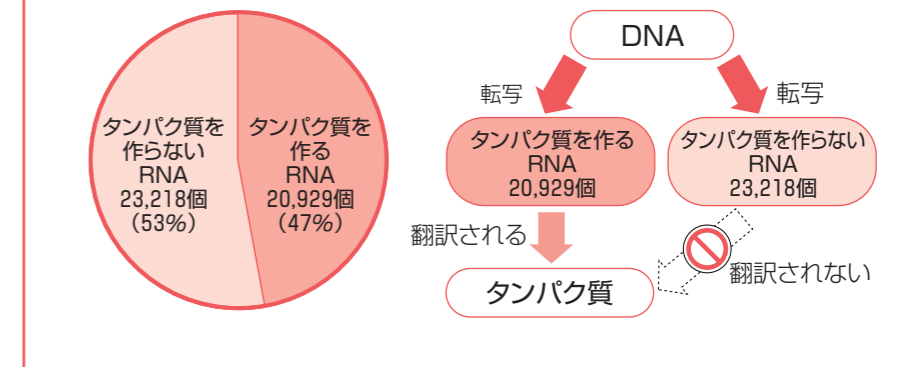 タンパク質を
作らない
RNA
23,218個
（53%）
タンパク質を
作る
RNA
20,929個
（47%）
DNA
転写
転写
タンパク質を作る
RNA
20,929個
タンパク質を作らない
RNA
23,218個
翻訳される
翻訳されない
タンパク質